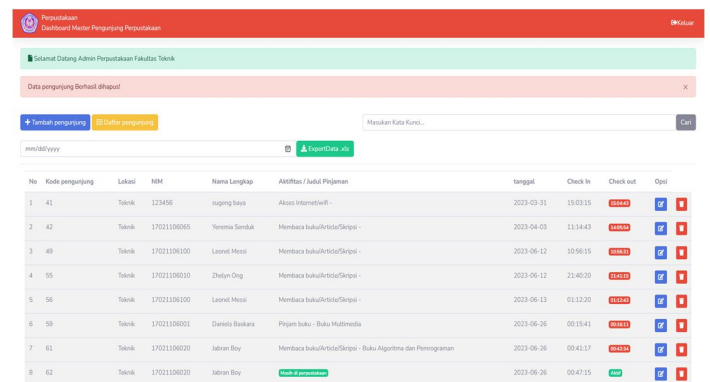 Perpustakaan
Dashboard Master Pengunjung Perpustakaan
Keluar
Selamat Datang Admin Perpustakaan Fakultas Teknik
Data pengunjung Berhasil dihapus!
×
+ Tambah pengunjung Daftar pengunjung Masukan Kata Kunci... Cari
mm/dd/yyyy ExportData .xls
No Kode pengunjung Lokasi NIM Nama Lengkap Aktifitas / Judul Pinjaman tanggal Check In Check out Opsi
1 41 Teknik 123456 sugeng baya Akses Internet/wifi - 2023-03-31 15:03:15 15:04:43
2 42 Teknik 17021106065 Yeremia Senduk Membaca buku/Article/Skripsi - 2023-04-03 11:14:43 14:05:54
3 49 Teknik 17021106100 Leonel Messi Membaca buku/Article/Skripsi - 2023-06-12 10:56:15 10:56:31
4 55 Teknik 17021106010 Zhelyn Ong Membaca buku/Article/Skripsi - 2023-06-12 21:40:20 21:41:15
5 56 Teknik 17021106100 Leonel Messi Membaca buku/Article/Skripsi - 2023-06-13 01:12:20 01:12:43
6 59 Teknik 17021106001 Daniels Baskara Pinjam buku - Buku Multimedia 2023-06-26 00:15:41 00:16:11
7 61 Teknik 17021106020 Jabran Boy Membaca buku/Article/Skripsi - Buku Algoritma dan Pemrograman 2023-06-26 00:41:17 00:42:34
8 62 Teknik 17021106020 Jabran Boy Masih di perpustakaan 2023-06-26 00:47:15 Aktif